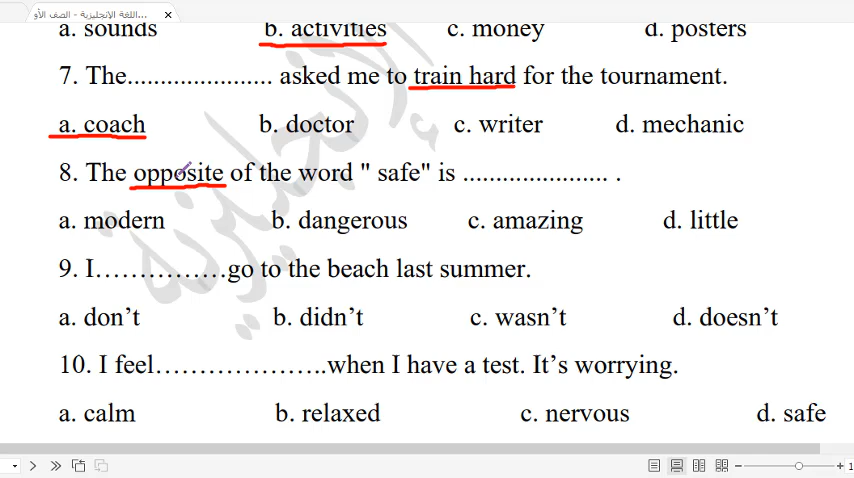 اللغة الإنجليزية - الصف الأو...
a. sounds b. activities c. money d. posters
7. The...................... asked me to train hard for the tournament.
a. coach b. doctor c. writer d. mechanic
8. The opposite of the word " safe" is ...................... .
a. modern b. dangerous c. amazing d. little
9. I……………go to the beach last summer.
a. don’t b. didn’t c. wasn’t d. doesn’t
10. I feel………………….when I have a test. It’s worrying.
a. calm b. relaxed c. nervous d. safe
1